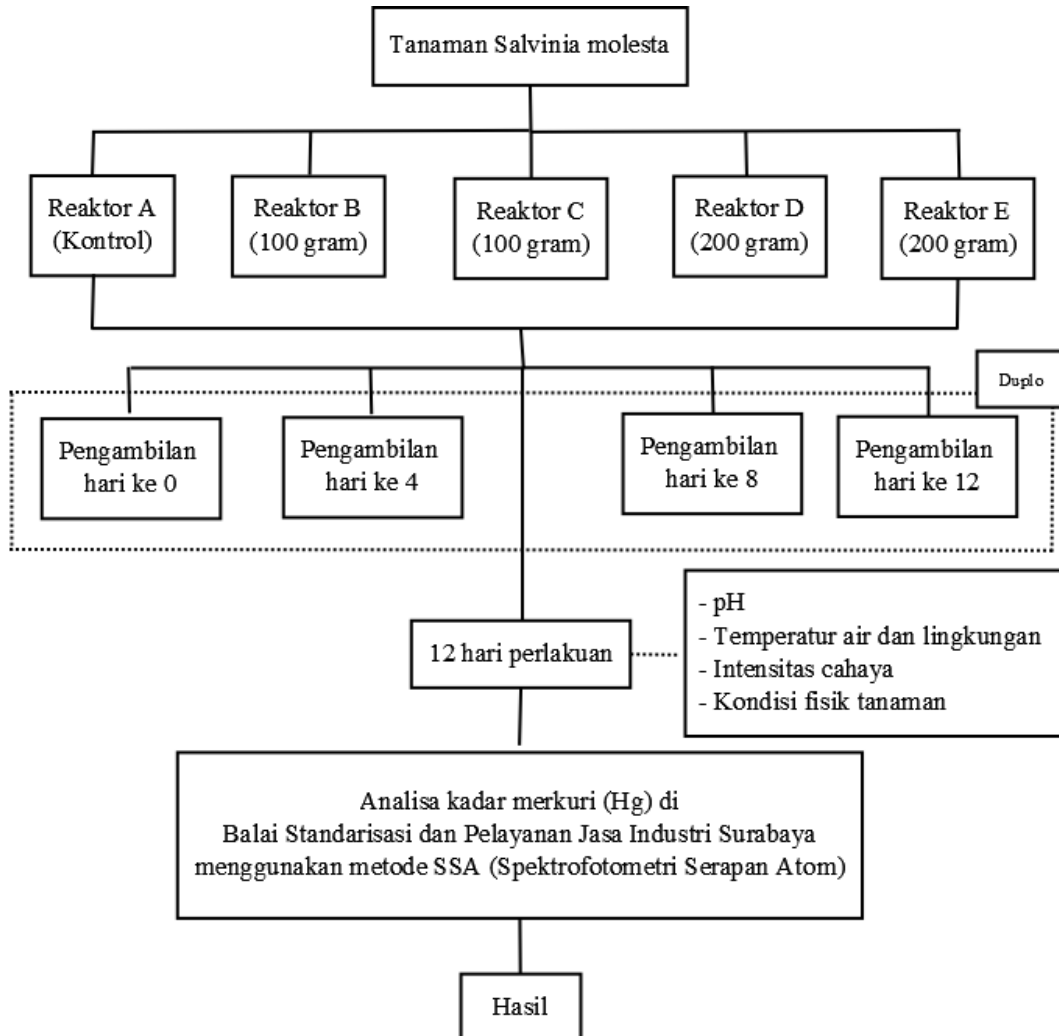 Tanaman Salvinia molesta
Reaktor A
(Kontrol)
Reaktor B
(100 gram)
Reaktor C
(100 gram)
Reaktor D
(200 gram)
Reaktor E
(200 gram)
Duplo
Pengambilan
hari ke 0
Pengambilan
hari ke 4
Pengambilan
hari ke 8
Pengambilan
hari ke 12
12 hari perlakuan
- pH
- Temperatur air dan lingkungan
- Intensitas cahaya
- Kondisi fisik tanaman
Analisa kadar merkuri (Hg) di
Balai Standarisasi dan Pelayanan Jasa Industri Surabaya
menggunakan metode SSA (Spektrofotometri Serapan Atom)
Hasil